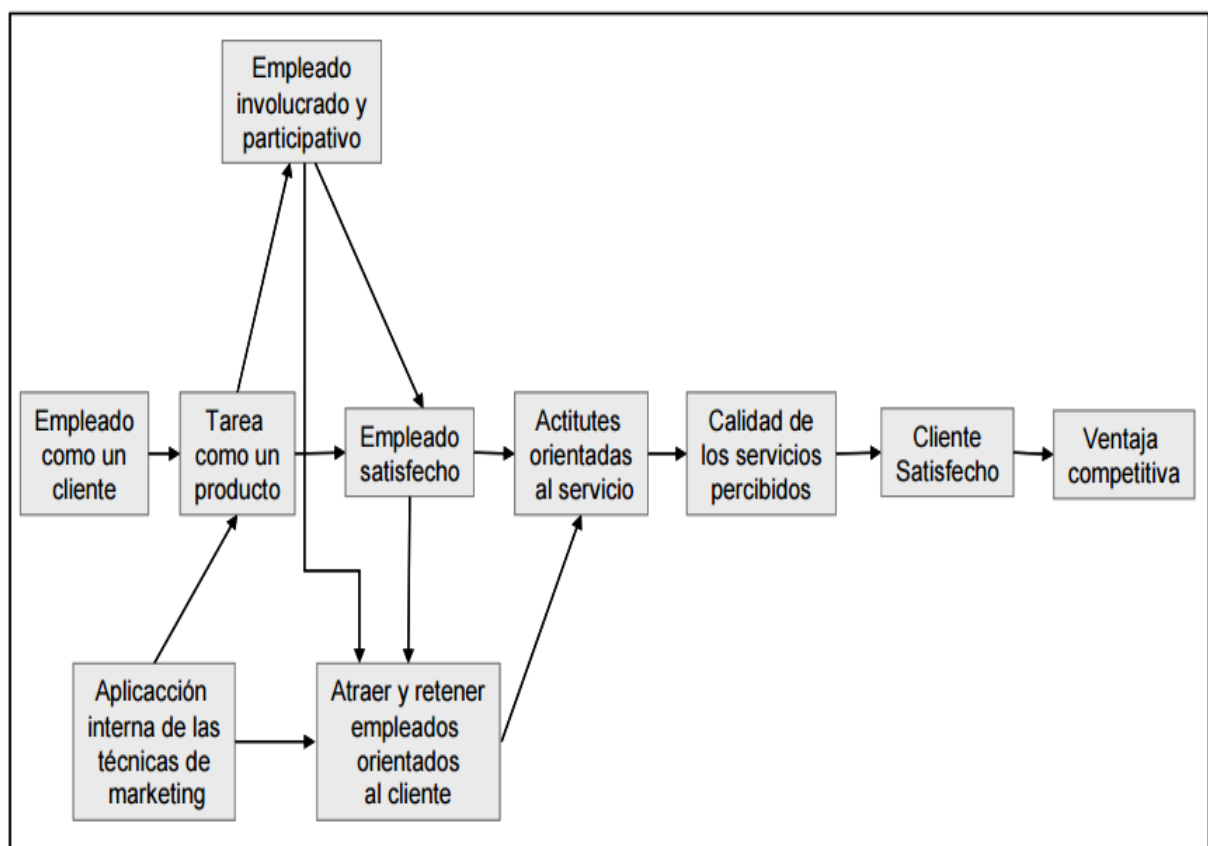 Empleado
involucrado y
participativo
Empleado
como un
cliente
Tarea
como un
producto
Empleado
satisfecho
Actitutes
orientadas
al servicio
Calidad de
los servicios
percibidos
Cliente
Satisfecho
Ventaja
competitiva
Aplicacción
interna de las
técnicas de
marketing
Atraer y retener
empleados
orientados
al cliente